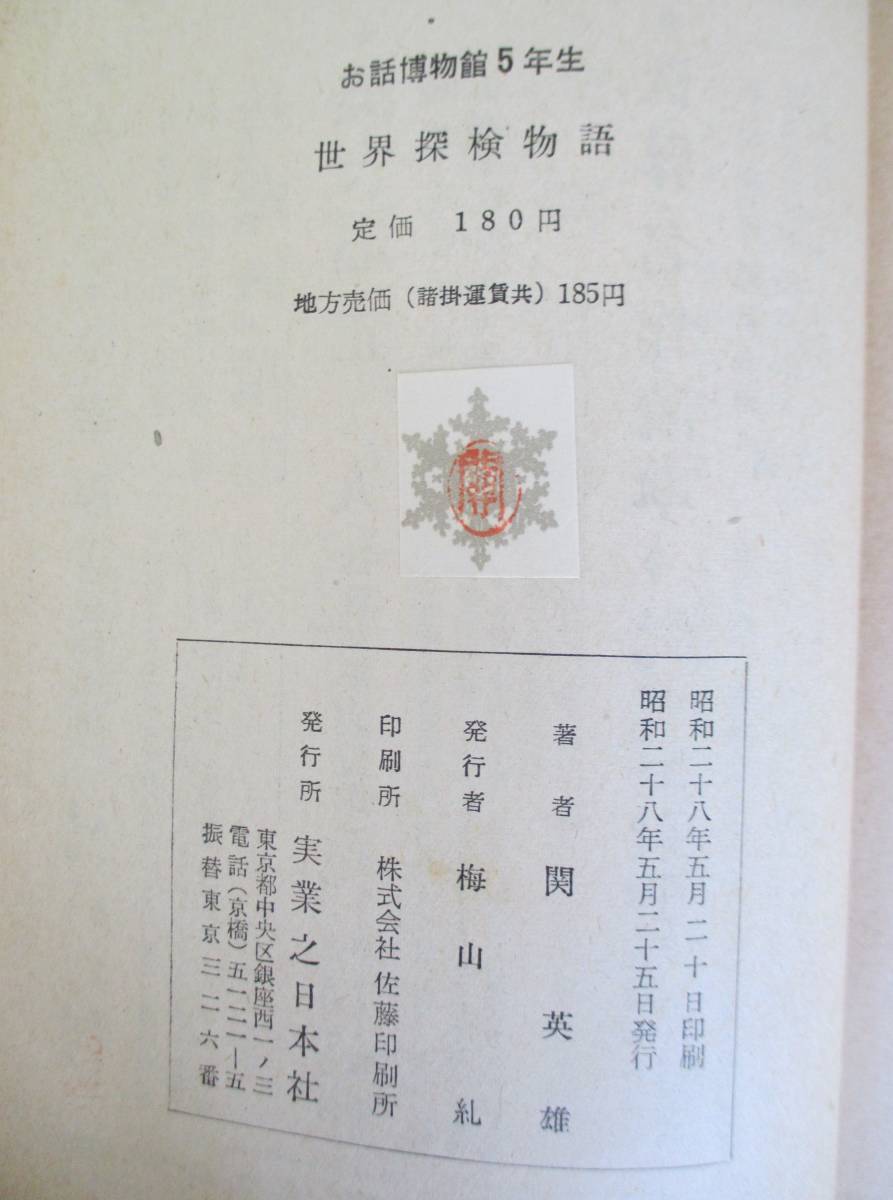 お話博物館5年生
世界探検物語
定価 180円
地方売価(諸掛運賃共)185円
関
昭和二十八年五月二十日印刷
昭和二十八年五月二十五日発行
著者 関英雄
発行者 梅山糺
印刷所 株式会社佐藤印刷所
発行所 実業之日本社
東京都中央区銀座西一ノ三
電話(京橋)五一二一―五
振替東京三二六番